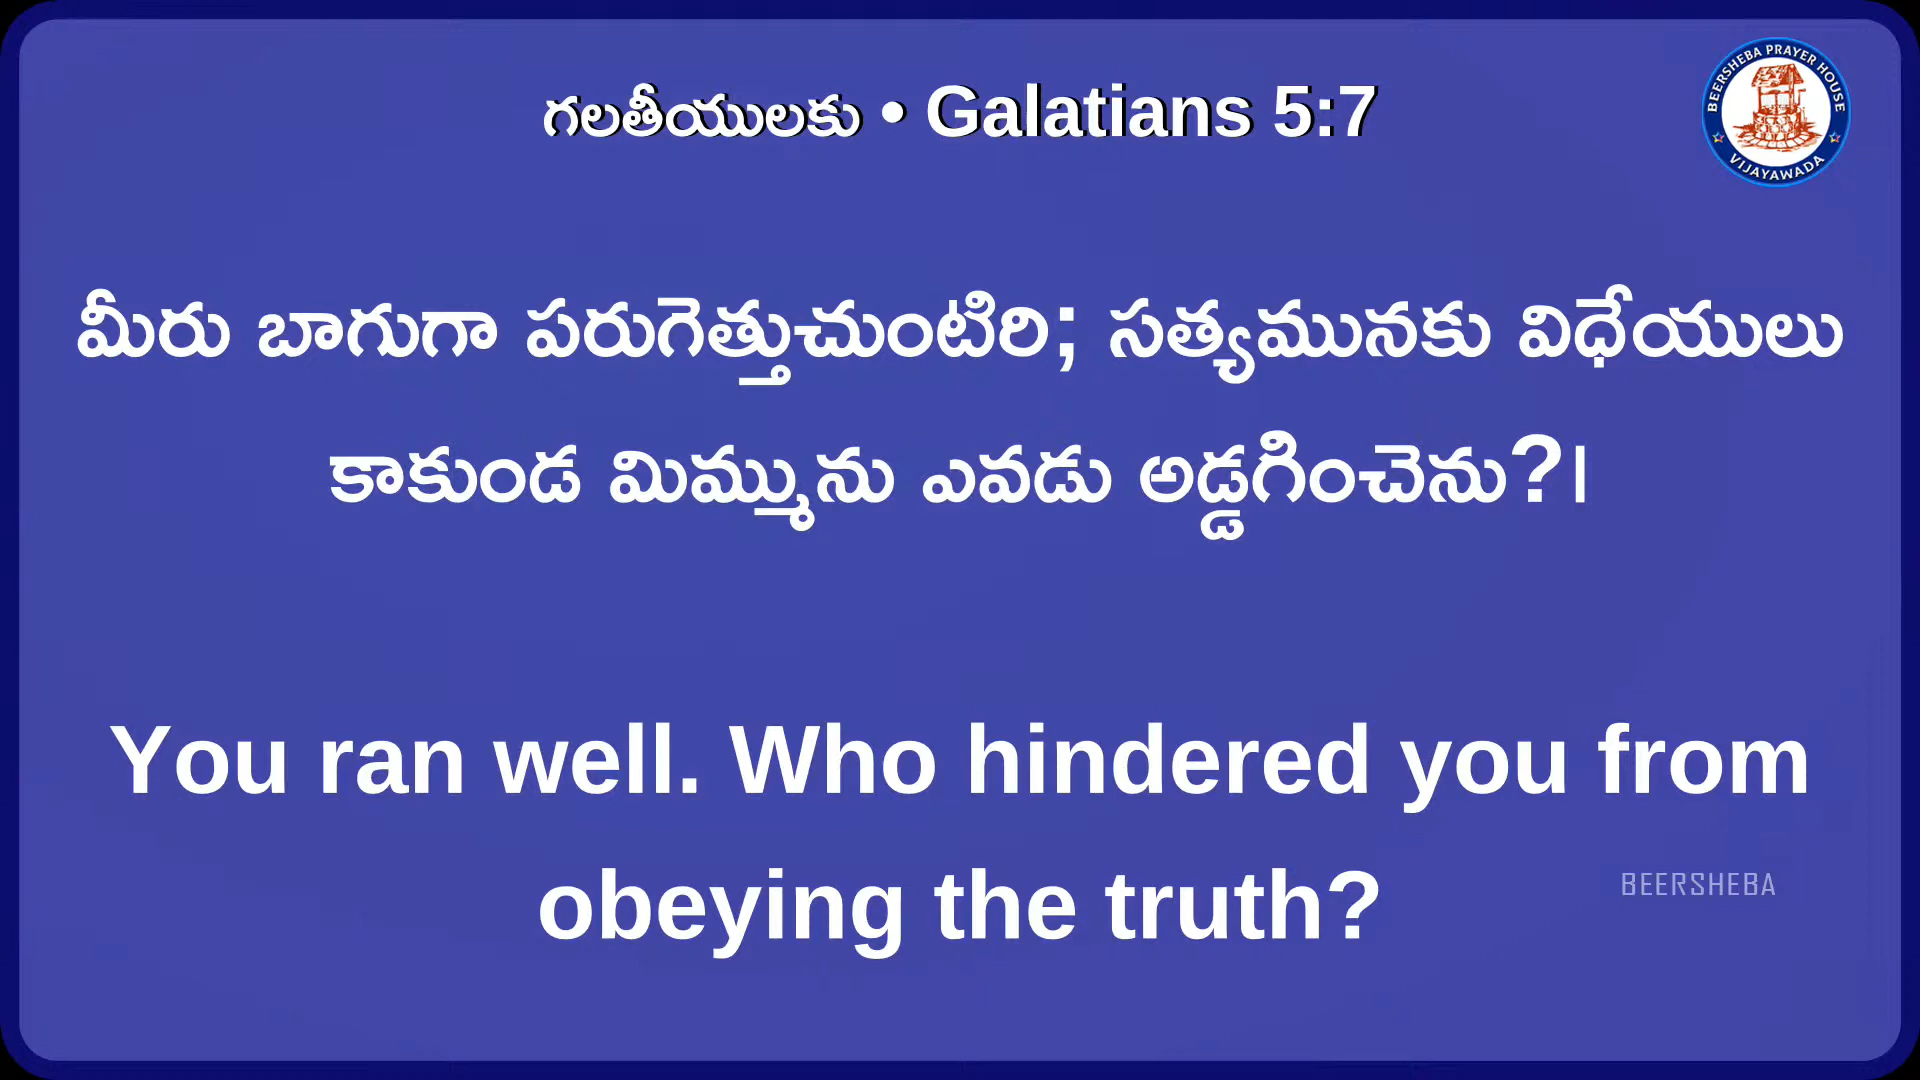 గలతీయులకు • Galatians 5:7
BEERSHEBA PRAYER HOUSE
VIJAYAWADA
మీరు బాగుగా పరుగెత్తుచుంటిరి; సత్యమునకు విధేయులు
కాకుండ మిమ్మును ఎవడు అడ్డగించెను?।
You ran well. Who hindered you from
obeying the truth?
BEERSHEBA